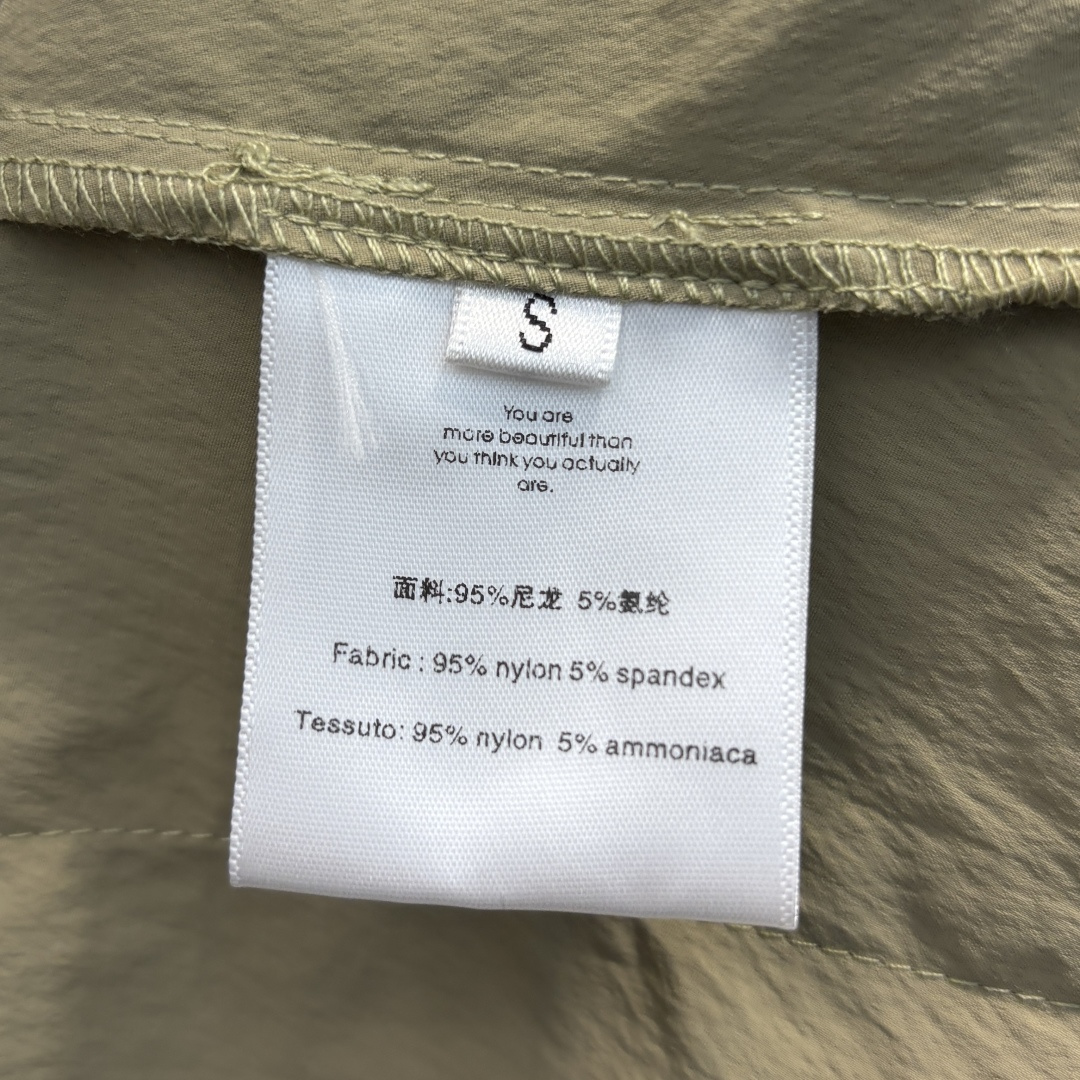 S
You are
more beautiful than
you think you actually
are.
面料:95%尼龙 5%氨纶
Fabric : 95% nylon 5% spandex
Tessuto: 95% nylon 5% ammoniaca